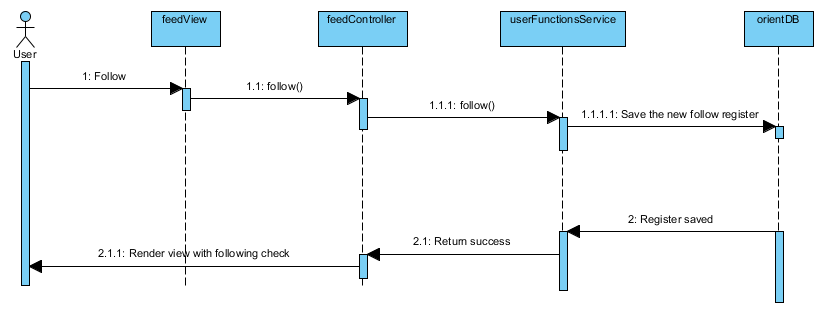 feedView
feedController
userFunctionsService
orientDB
User
1: Follow
1.1: follow()
1.1.1: follow()
1.1.1.1: Save the new follow register
2: Register saved
2.1: Return success
2.1.1: Render view with following check